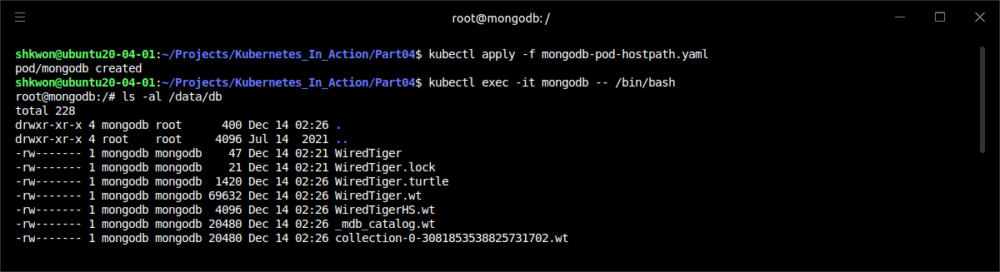 root@mongodb: /
shkwon@ubuntu20-04-01:~/Projects/Kubernetes_In_Action/Part04$ kubectl apply -f mongodb-pod-hostpath.yaml
pod/mongodb created
shkwon@ubuntu20-04-01:~/Projects/Kubernetes_In_Action/Part04$ kubectl exec -it mongodb -- /bin/bash
root@mongodb:/# ls -al /data/db
total 228
drwxr-xr-x 4 mongodb root      400 Dec 14 02:26 .
drwxr-xr-x 4 root    root     4096 Jul 14  2021 ..
-rw------- 1 mongodb mongodb    47 Dec 14 02:21 WiredTiger
-rw------- 1 mongodb mongodb    21 Dec 14 02:21 WiredTiger.lock
-rw------- 1 mongodb mongodb  1420 Dec 14 02:26 WiredTiger.turtle
-rw------- 1 mongodb mongodb 69632 Dec 14 02:26 WiredTiger.wt
-rw------- 1 mongodb mongodb  4096 Dec 14 02:26 WiredTigerHS.wt
-rw------- 1 mongodb mongodb 20480 Dec 14 02:26 _mdb_catalog.wt
-rw------- 1 mongodb mongodb 20480 Dec 14 02:26 collection-0-3081853538825731702.wt